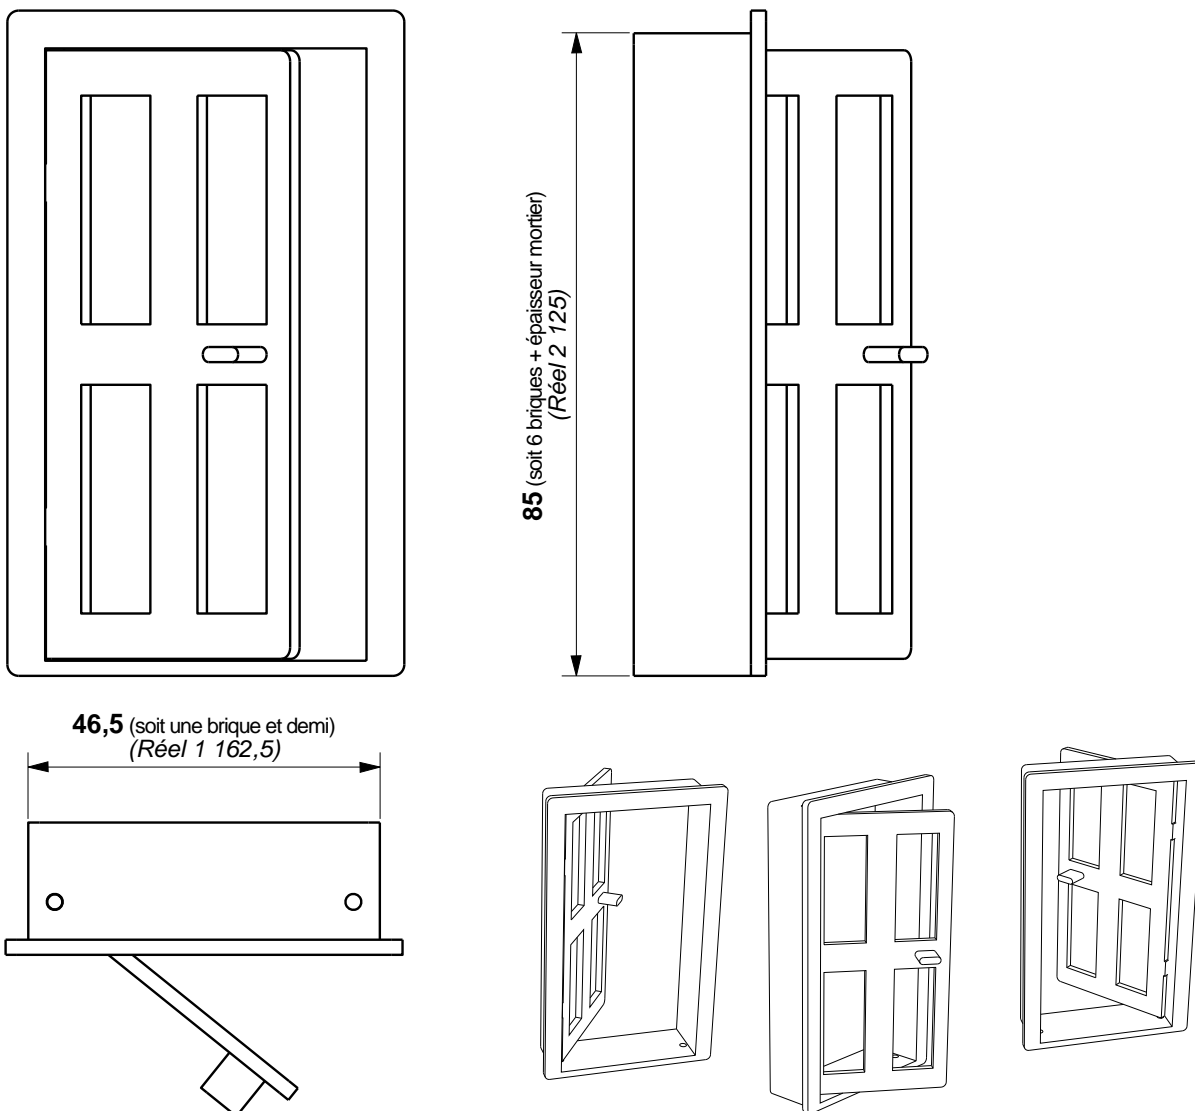 85 (soit 6 briques + épaisseur mortier)
(Réel 2 125)
46,5 (soit une brique et demi)
(Réel 1 162,5)